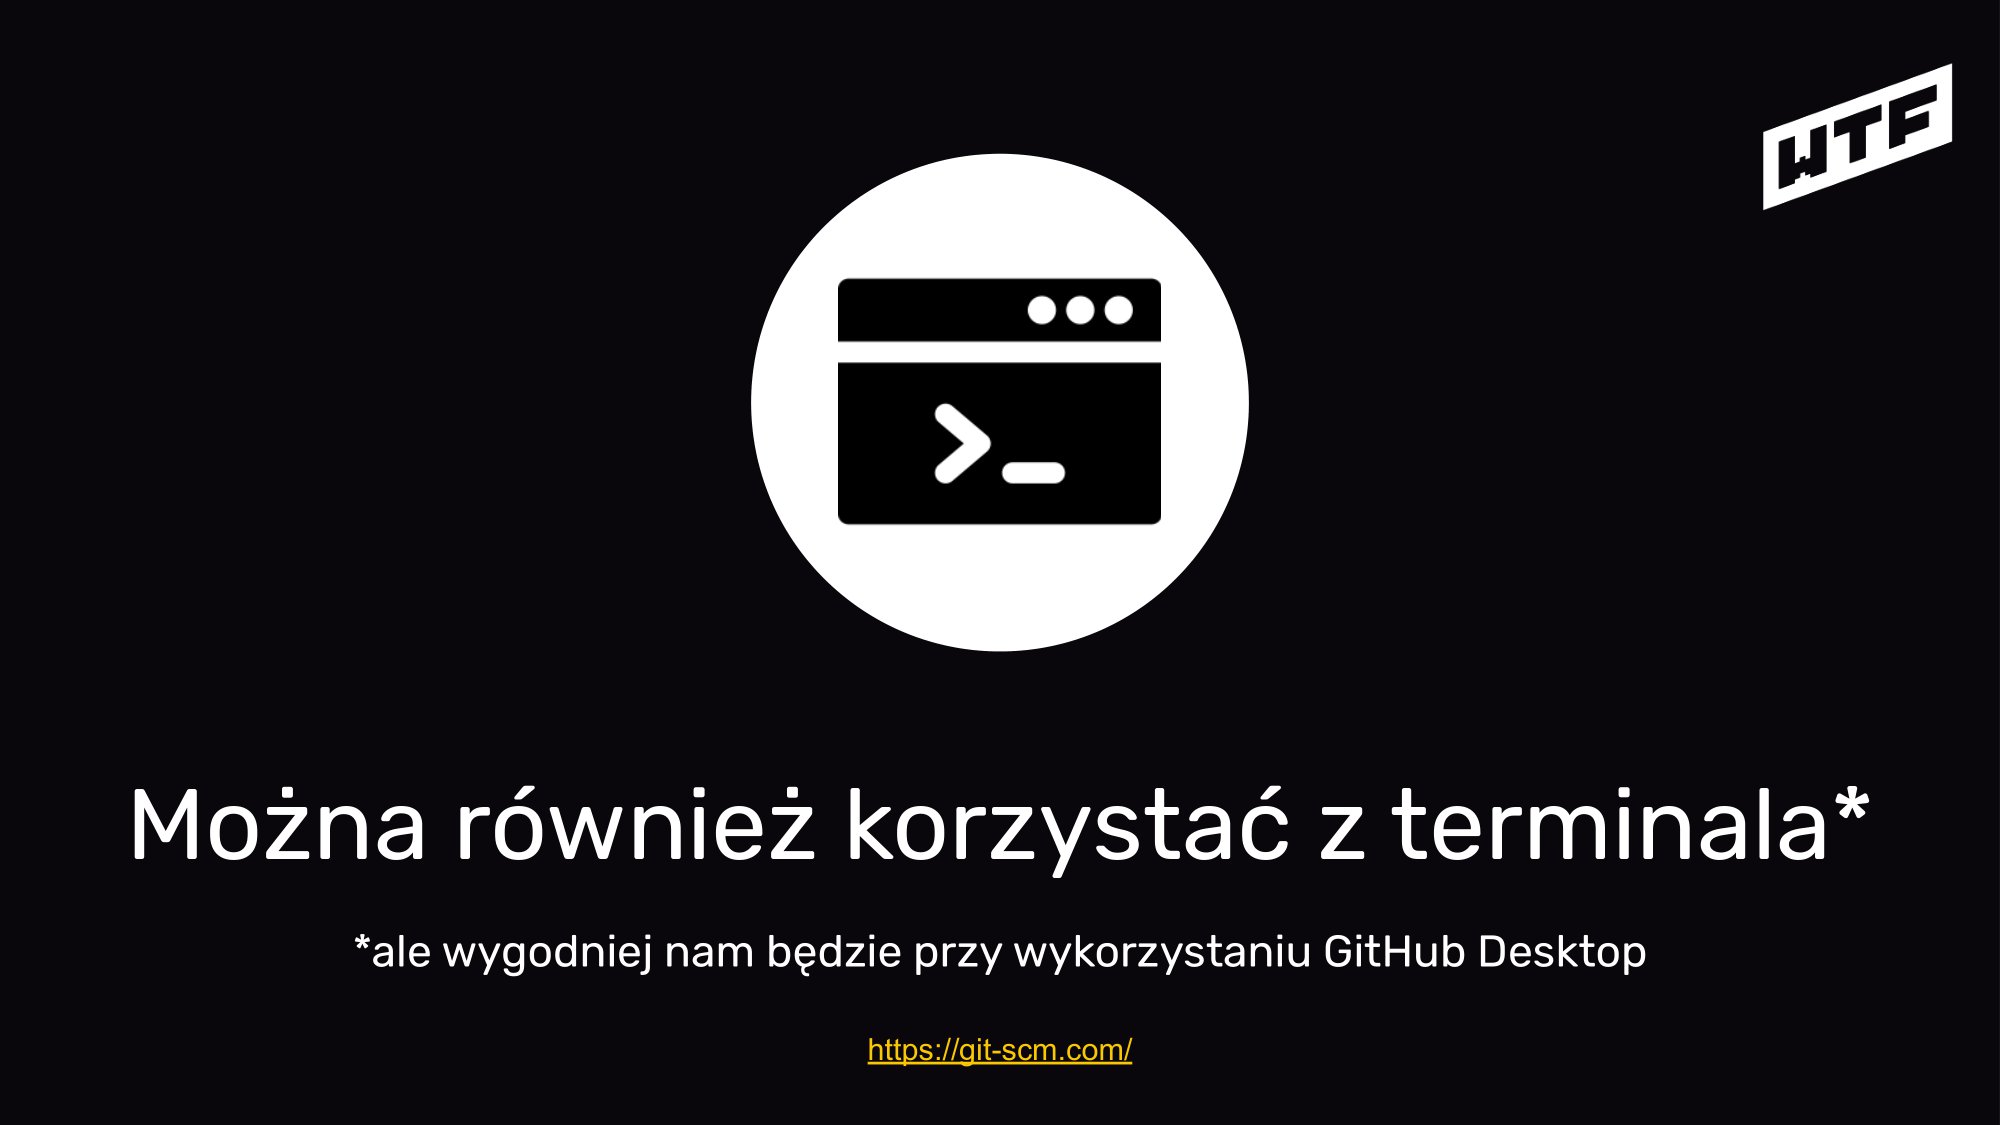 WTF
>_
Można również korzystać z terminala*
*ale wygodniej nam będzie przy wykorzystaniu GitHub Desktop
https://git-scm.com/